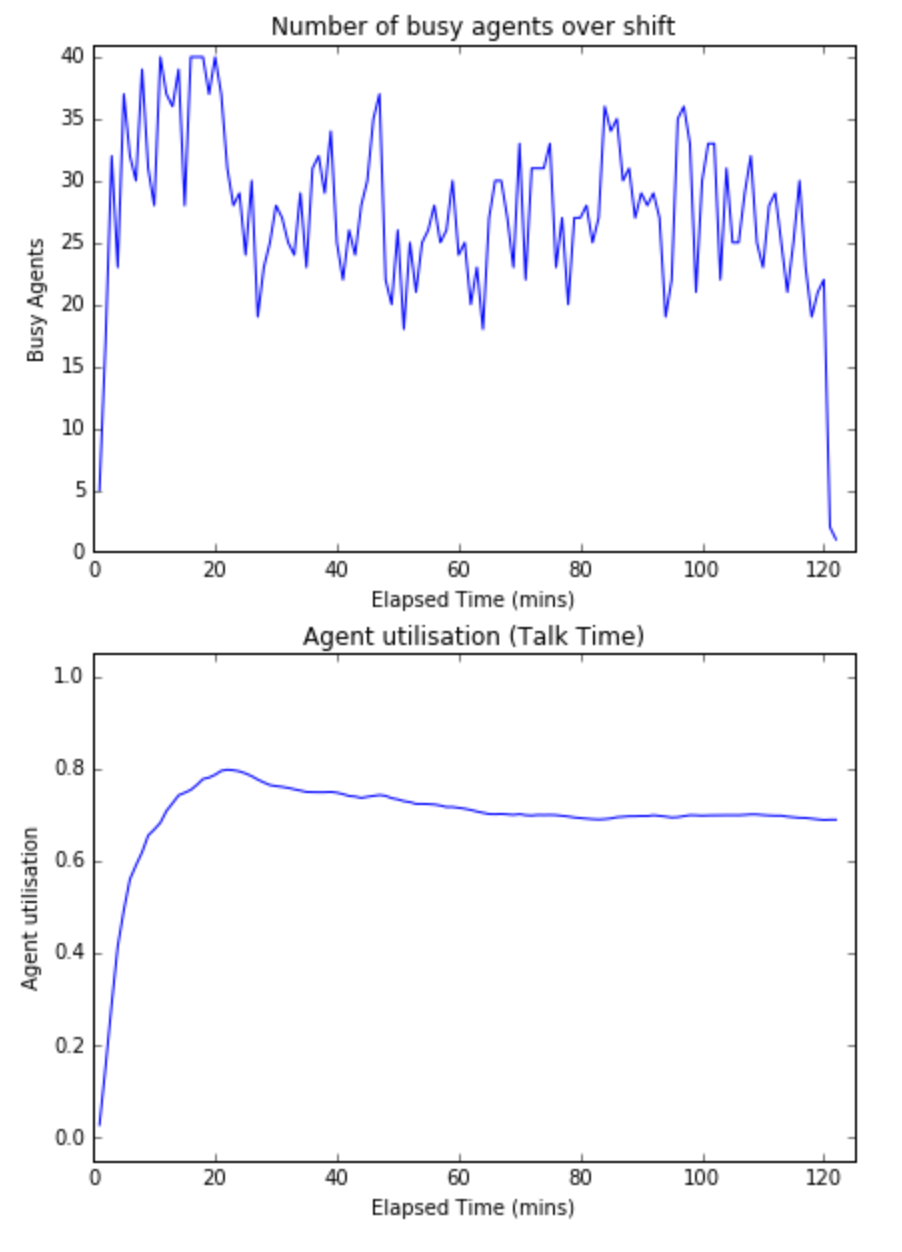 Number of busy agents over shift
40
35
30
25
20
15
10
5
0
Busy Agents
0 20 40 60 80 100 120
Elapsed Time (mins)
Agent utilisation (Talk Time)
1.0
0.8
0.6
0.4
0.2
0.0
Agent utilisation
0 20 40 60 80 100 120
Elapsed Time (mins)